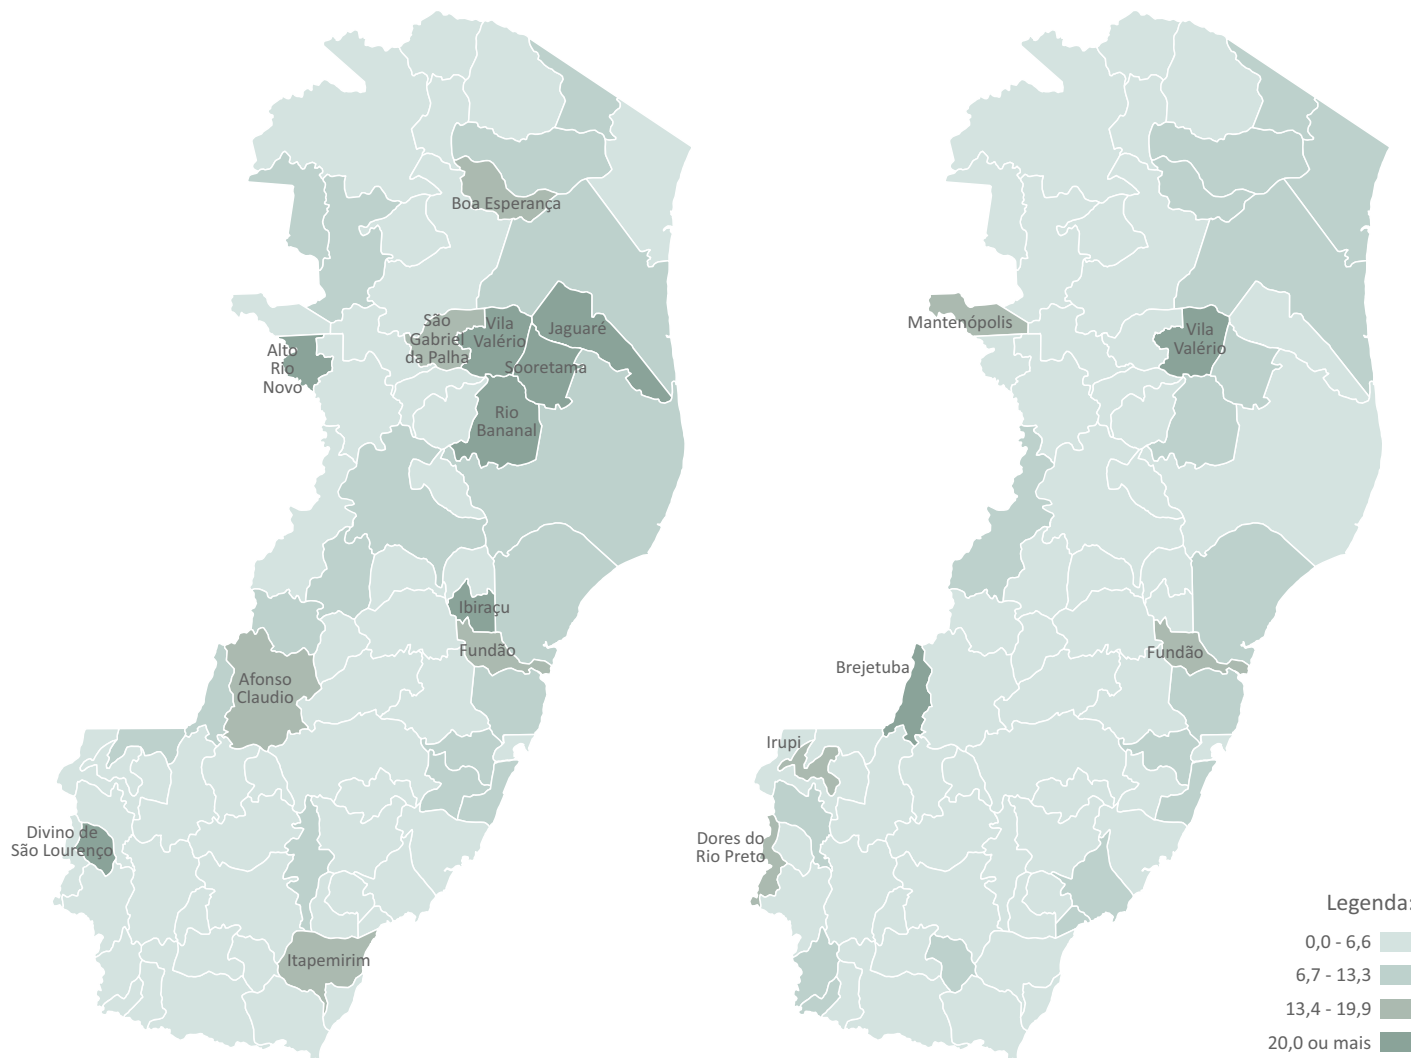 Boa Esperança
São
Gabriel
da Palha
Vila
Valério
Jaguaré
Sooretama
Alto
Rio
Novo
Rio
Bananal
Ibiraçu
Fundão
Afonso
Claudio
Divino de
São Lourenço
Itapemirim
Mantenópolis
Vila
Valério
Fundão
Brejetuba
Irupi
Dores do
Rio Preto
Legenda:
0,0 - 6,6
6,7 - 13,3
13,4 - 19,9
20,0 ou mais